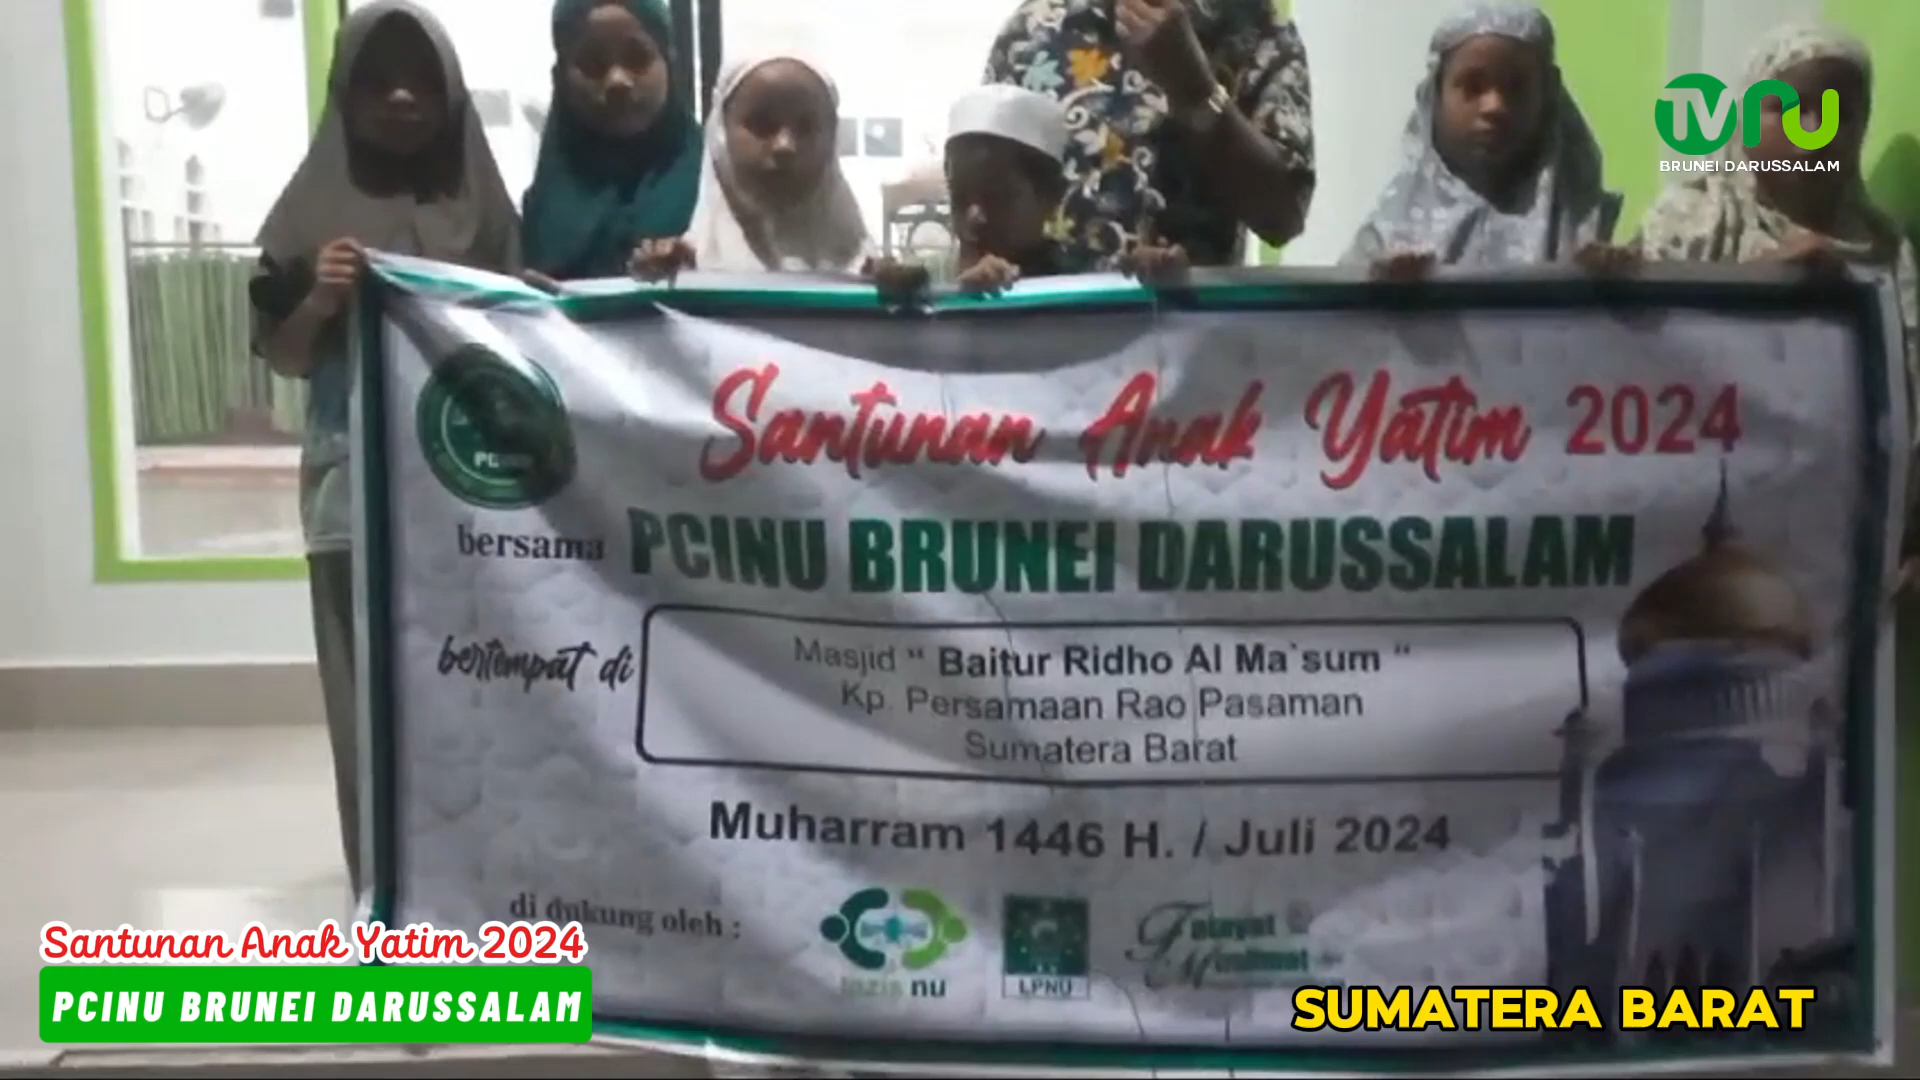 TVNU
BRUNEI DARUSSALAM
Santunan Anak Yatim 2024
bersama PCINU BRUNEI DARUSSALAM
bertempat di
Masjid " Baitur Ridho Al Ma`sum "
Kp. Persamaan Rao Pasaman
Sumatera Barat
Muharram 1446 H. / Juli 2024
di dukung oleh :
lazis nu
LPNU
Fatayat
Muslimat
Santunan Anak Yatim 2024
PCINU BRUNEI DARUSSALAM
SUMATERA BARAT